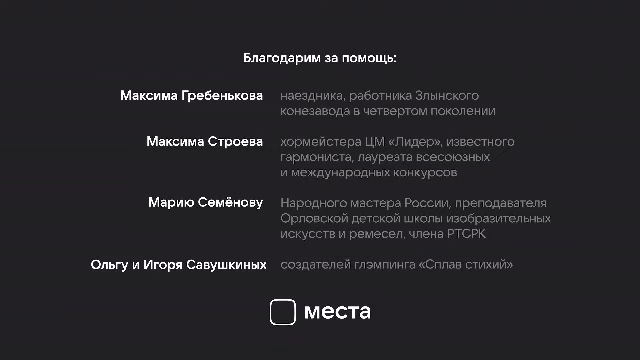 Благодарим за помощь:
Максима Гребенькова наездника, работника Злынского
конезавода в четвертом поколении
Максима Строева хормейстера ЦМ «Лидер», известного
гармониста, лауреата всесоюзных
и международных конкурсов
Марию Семёнову Народного мастера России, преподавателя
Орловской детской школы изобразительных
искусств и ремесел, члена РТСРК
Ольгу и Игоря Савушкиных создателей глэмпинга «Сплав стихий»
места